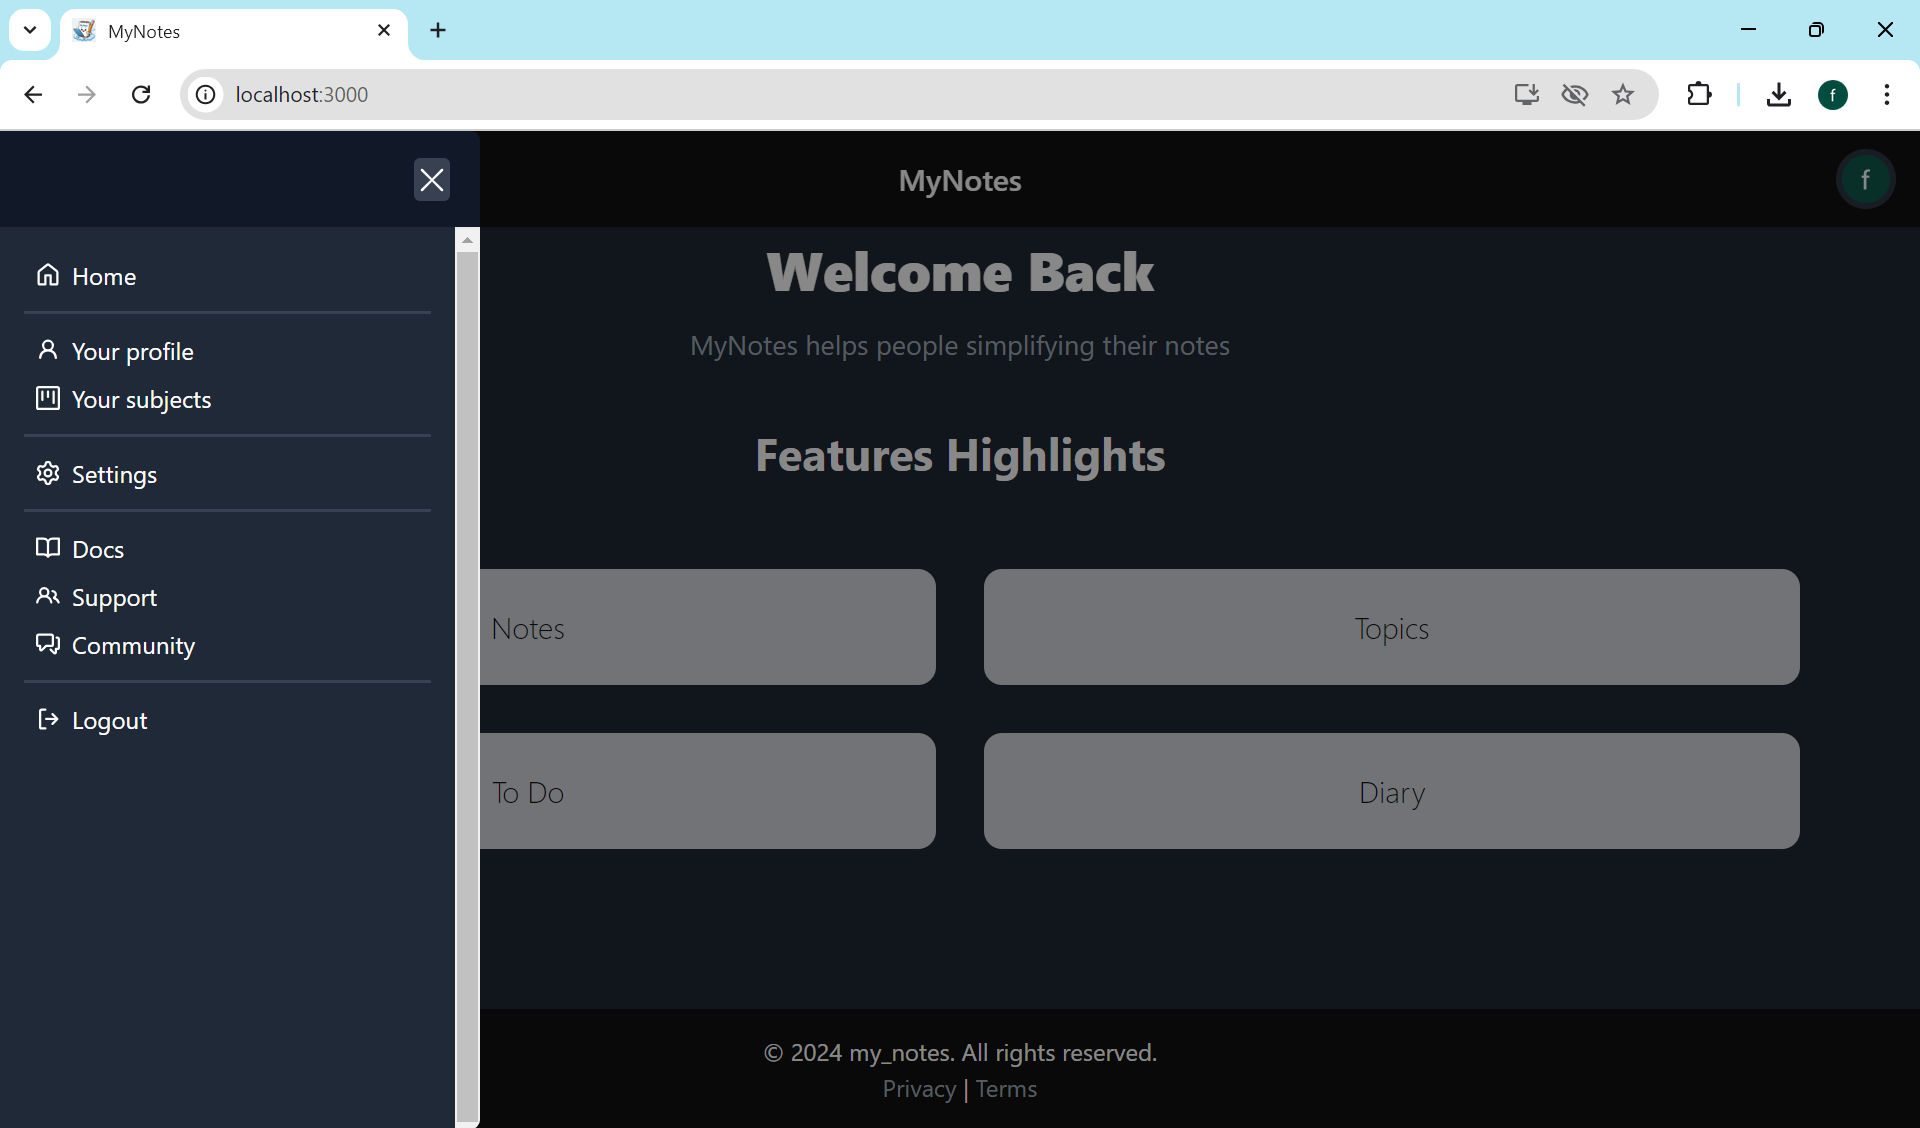 MyNotes
localhost:3000
f
MyNotes
f
Home
Your profile
Your subjects
Settings
Docs
Support
Community
Logout
Welcome Back
MyNotes helps people simplifying their notes
Features Highlights
Notes
Topics
To Do
Diary
© 2024 my_notes. All rights reserved.
Privacy | Terms